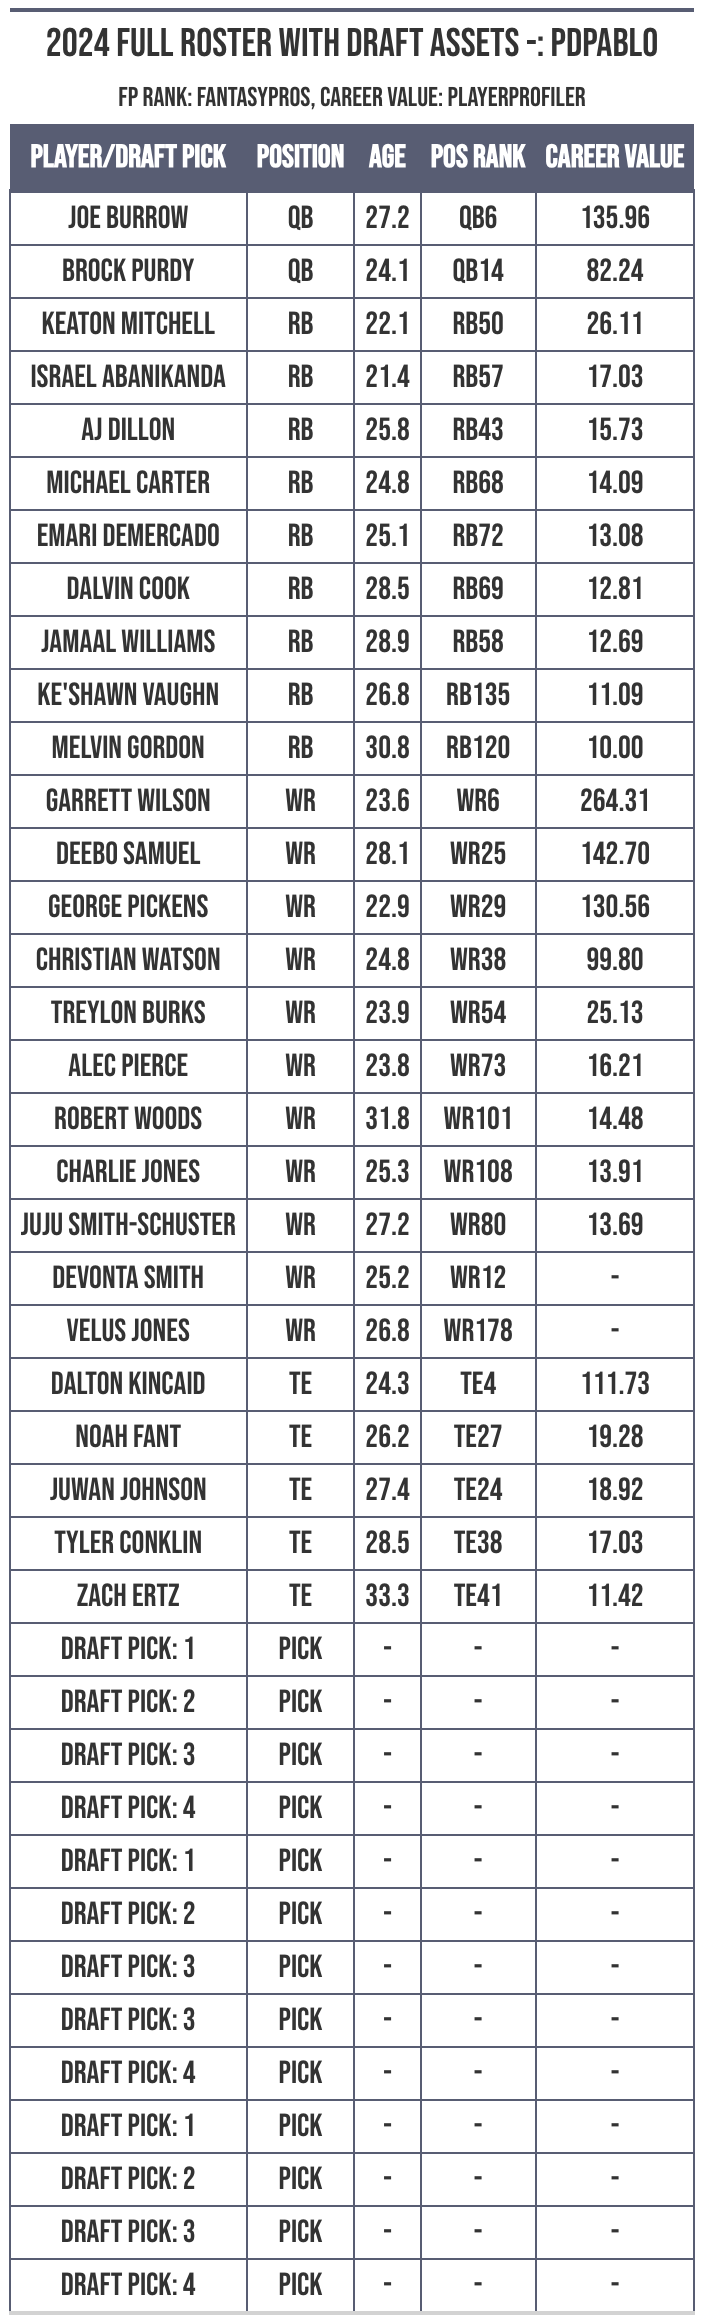 2024 FULL ROSTER WITH DRAFT ASSETS -: PDPABLO
FP RANK: FANTASYPROS, CAREER VALUE: PLAYERPROFILER
PLAYER/DRAFT PICK POSITION AGE POS RANK CAREER VALUE
JOE BURROW QB 27.2 QB6 135.96
BROCK PURDY QB 24.1 QB14 82.24
KEATON MITCHELL RB 22.1 RB50 26.11
ISRAEL ABANIKANDA RB 21.4 RB57 17.03
AJ DILLON RB 25.8 RB43 15.73
MICHAEL CARTER RB 24.8 RB68 14.09
EMARI DEMERCADO RB 25.1 RB72 13.08
DALVIN COOK RB 28.5 RB69 12.81
JAMAAL WILLIAMS RB 28.9 RB58 12.69
KE'SHAWN VAUGHN RB 26.8 RB135 11.09
MELVIN GORDON RB 30.8 RB120 10.00
GARRETT WILSON WR 23.6 WR6 264.31
DEEBO SAMUEL WR 28.1 WR25 142.70
GEORGE PICKENS WR 22.9 WR29 130.56
CHRISTIAN WATSON WR 24.8 WR38 99.80
TREYLON BURKS WR 23.9 WR54 25.13
ALEC PIERCE WR 23.8 WR73 16.21
ROBERT WOODS WR 31.8 WR101 14.48
CHARLIE JONES WR 25.3 WR108 13.91
JUJU SMITH-SCHUSTER WR 27.2 WR80 13.69
DEVONTA SMITH WR 25.2 WR12 -
VELUS JONES WR 26.8 WR178 -
DALTON KINCAID TE 24.3 TE4 111.73
NOAH FANT TE 26.2 TE27 19.28
JUWAN JOHNSON TE 27.4 TE24 18.92
TYLER CONKLIN TE 28.5 TE38 17.03
ZACH ERTZ TE 33.3 TE41 11.42
DRAFT PICK: 1 PICK - - -
DRAFT PICK: 2 PICK - - -
DRAFT PICK: 3 PICK - - -
DRAFT PICK: 4 PICK - - -
DRAFT PICK: 1 PICK - - -
DRAFT PICK: 2 PICK - - -
DRAFT PICK: 3 PICK - - -
DRAFT PICK: 3 PICK - - -
DRAFT PICK: 4 PICK - - -
DRAFT PICK: 1 PICK - - -
DRAFT PICK: 2 PICK - - -
DRAFT PICK: 3 PICK - - -
DRAFT PICK: 4 PICK - - -